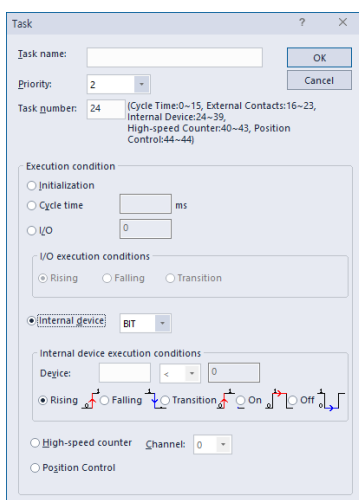 Task ? ×
Task name: OK
Priority: 2 Cancel
Task number: 24 (Cycle Time:0~15, External Contacts:16~23,
Internal Device:24~39,
High-speed Counter:40~43, Position
Control:44~44)
Execution condition
Initialization
Cycle time ms
I/O 0
I/O execution conditions
Rising Falling Transition
Internal device BIT
Internal device execution conditions
Device: < 0
Rising Falling Transition On Off
High-speed counter Channel: 0
Position Control